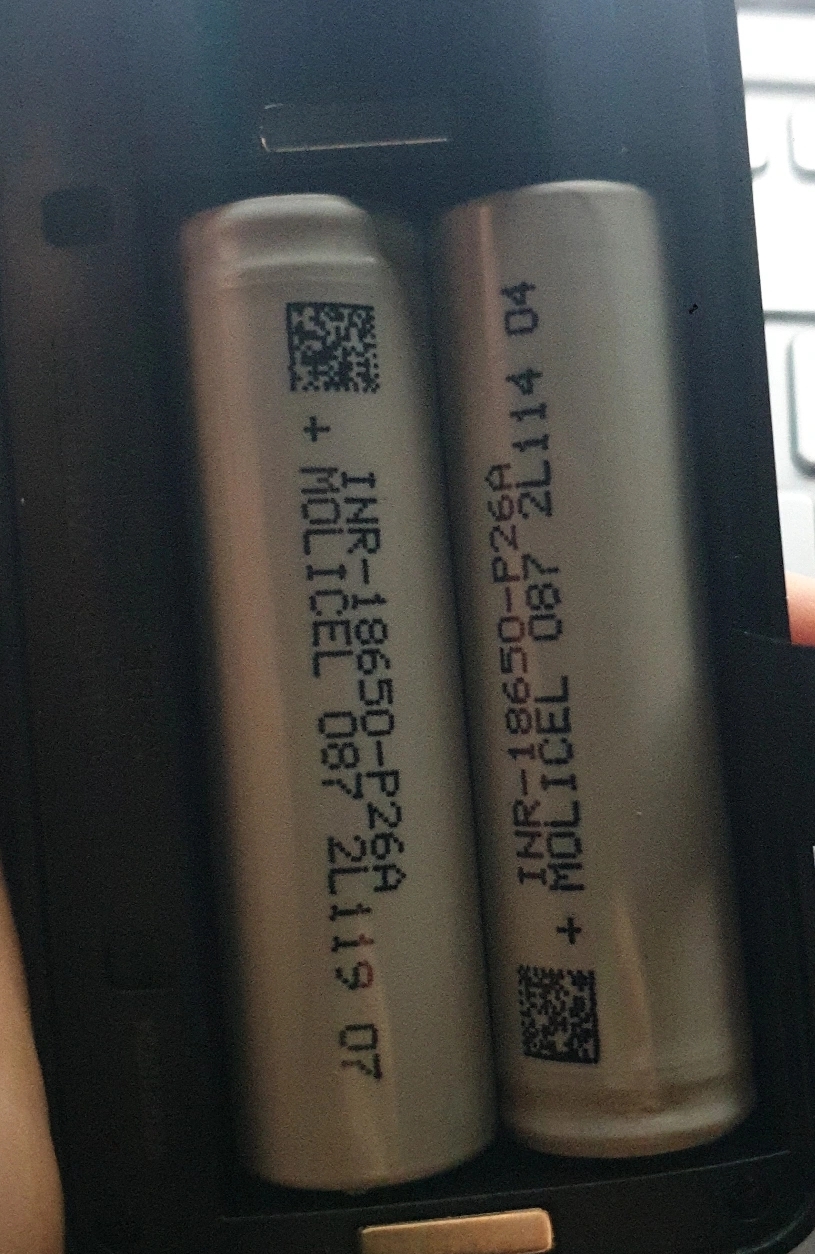 INR-18650-P26A
+ MOLICEL 087 2L119 07
INR-18650-P26A
+ MOLICEL 087 2L114 04